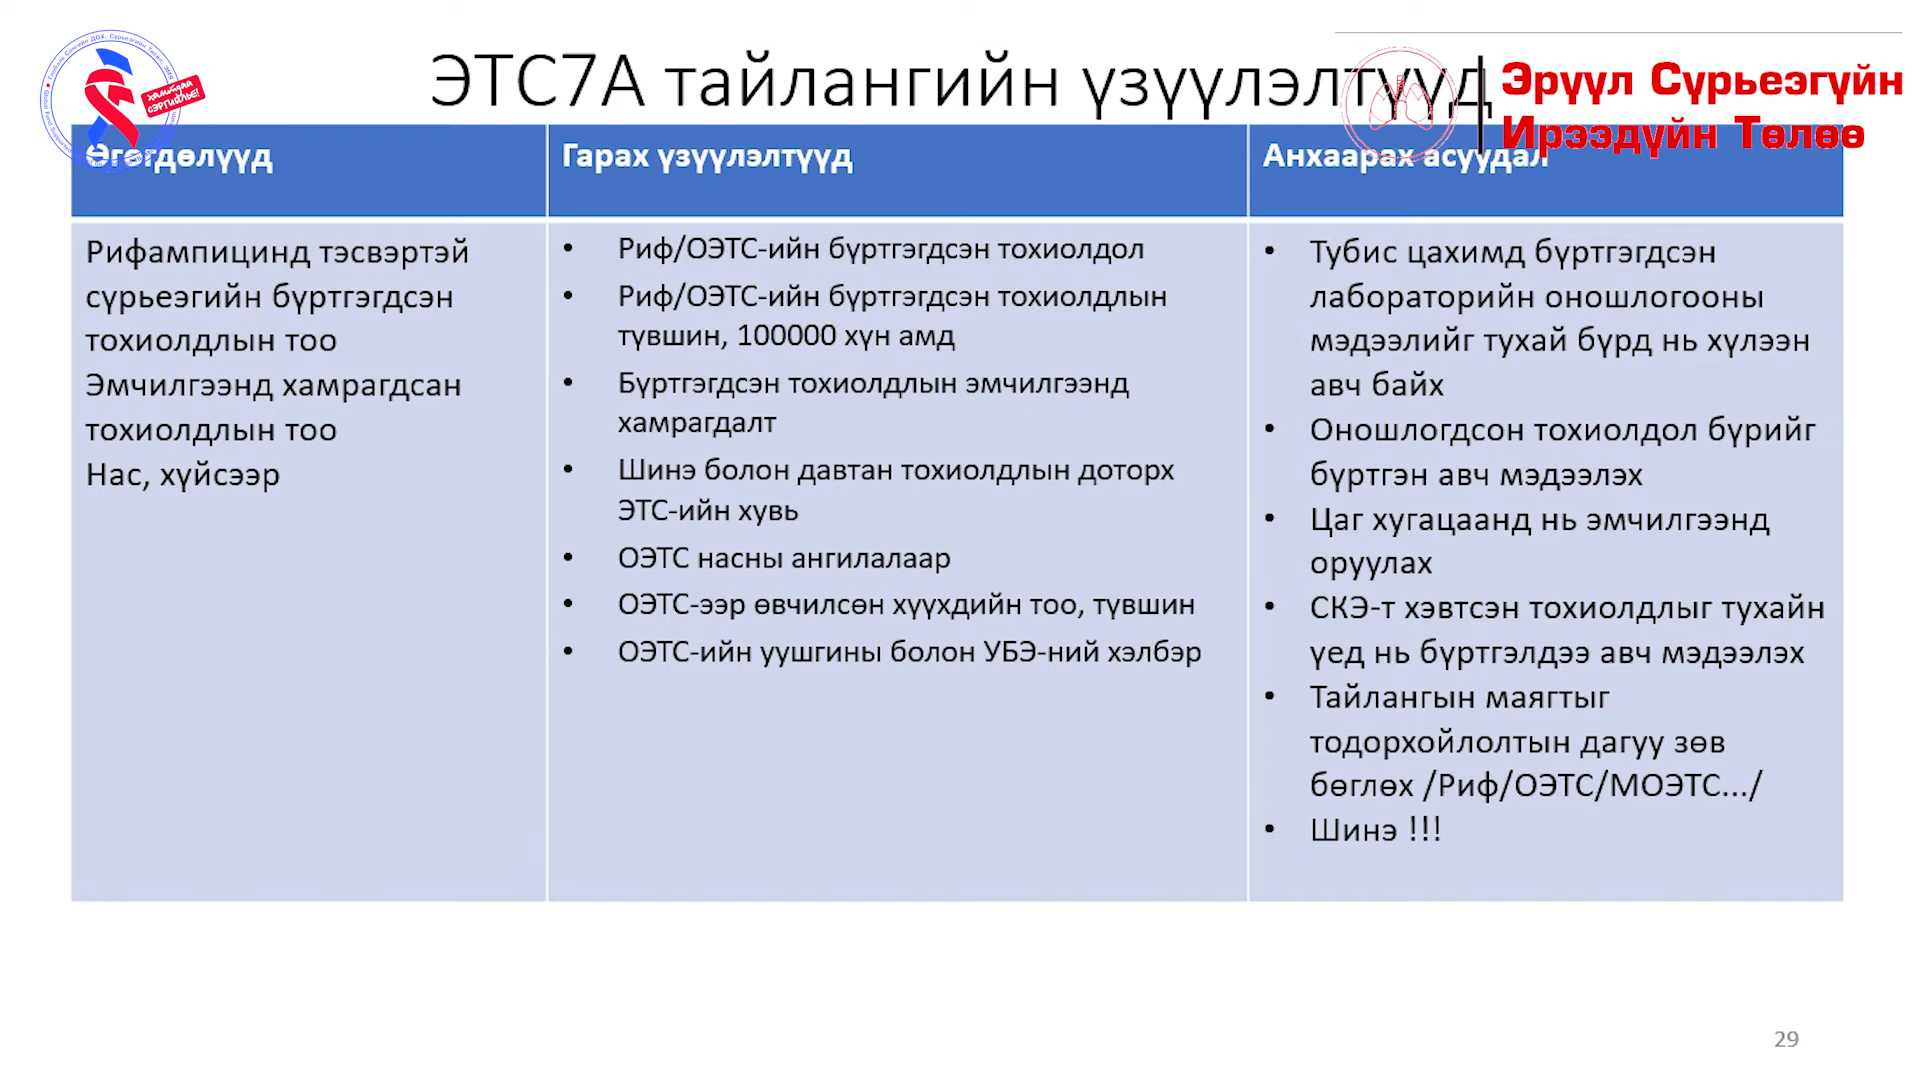 ЭТС7А тайлангийн үзүүлэлтүүд
Эрүүл Сүрьеэгүйн
Ирээдүйн Төлөө
хамтдаа
сэргийлье!
Өгөгдөлүүд
Гарах үзүүлэлтүүд
Анхаарах асуудал
Рифампицинд тэсвэртэй
сүрьеэгийн бүртгэгдсэн
тохиолдлын тоо
Эмчилгээнд хамрагдсан
тохиолдлын тоо
Нас, хүйсээр
• Риф/ОЭТС-ийн бүртгэгдсэн тохиолдол
• Риф/ОЭТС-ийн бүртгэгдсэн тохиолдлын
түвшин, 100000 хүн амд
• Бүртгэгдсэн тохиолдлын эмчилгээнд
хамрагдалт
• Шинэ болон давтан тохиолдлын доторх
ЭТС-ийн хувь
• ОЭТС насны ангилалаар
• ОЭТС-ээр өвчилсөн хүүхдийн тоо, түвшин
• ОЭТС-ийн уушгины болон УБЭ-ний хэлбэр
• Тубис цахимд бүртгэгдсэн
лабораторийн оношлогооны
мэдээлийг тухай бүрд нь хүлээн
авч байх
• Оношлогдсон тохиолдол бүрийг
бүртгэн авч мэдээлэх
• Цаг хугацаанд нь эмчилгээнд
оруулах
• СКЭ-т хэвтсэн тохиолдлыг тухайн
үед нь бүртгэлдээ авч мэдээлэх
• Тайлангын маягтыг
тодорхойлолтын дагуу зөв
бөглөх /Риф/ОЭТС/МОЭТС.../
• Шинэ !!!
29